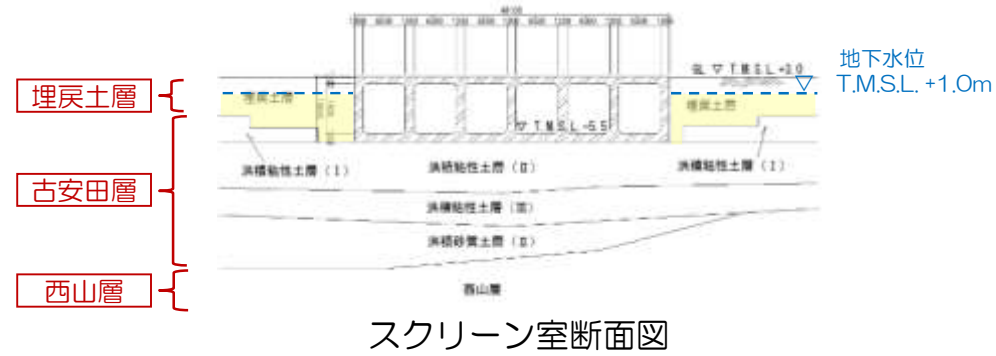 48100
GL ▽ T.M.S.L.+3.0
地下水位
T.M.S.L. +1.0m
埋戻土層
埋戻土層
埋戻土層
▽T.M.S.L.-5.5
古安田層
洪積粘性土層(Ⅰ)
洪積粘性土層(Ⅱ)
洪積粘性土層(Ⅰ)
洪積粘性土層(Ⅲ)
洪積砂質土層(Ⅱ)
西山層
西山層
スクリーン室断面図